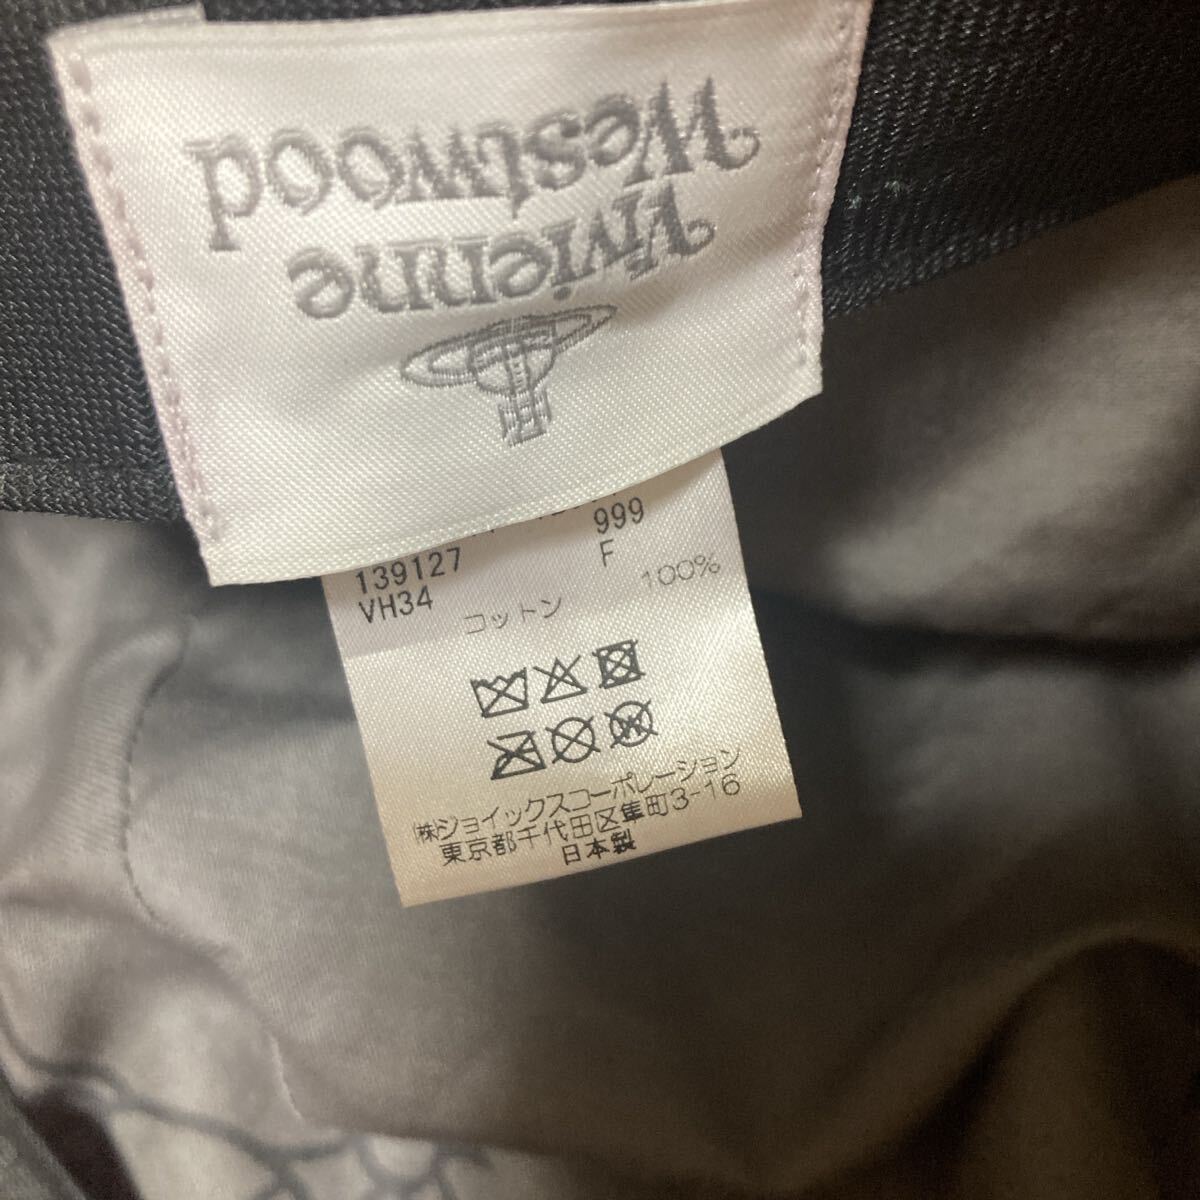 Vivienne
Westwood
999
139127 F
VH34
コットン 100%
㈱ジョイックスコーポレーション
東京都千代田区隼町3-16
日本製